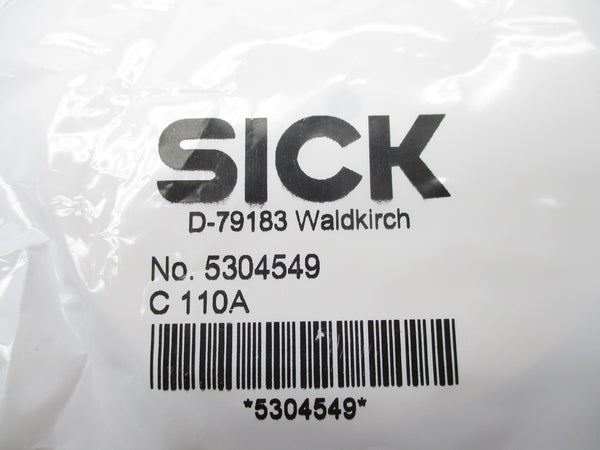 SICK
D-79183 Waldkirch
No. 5304549
C 110A
*5304549*